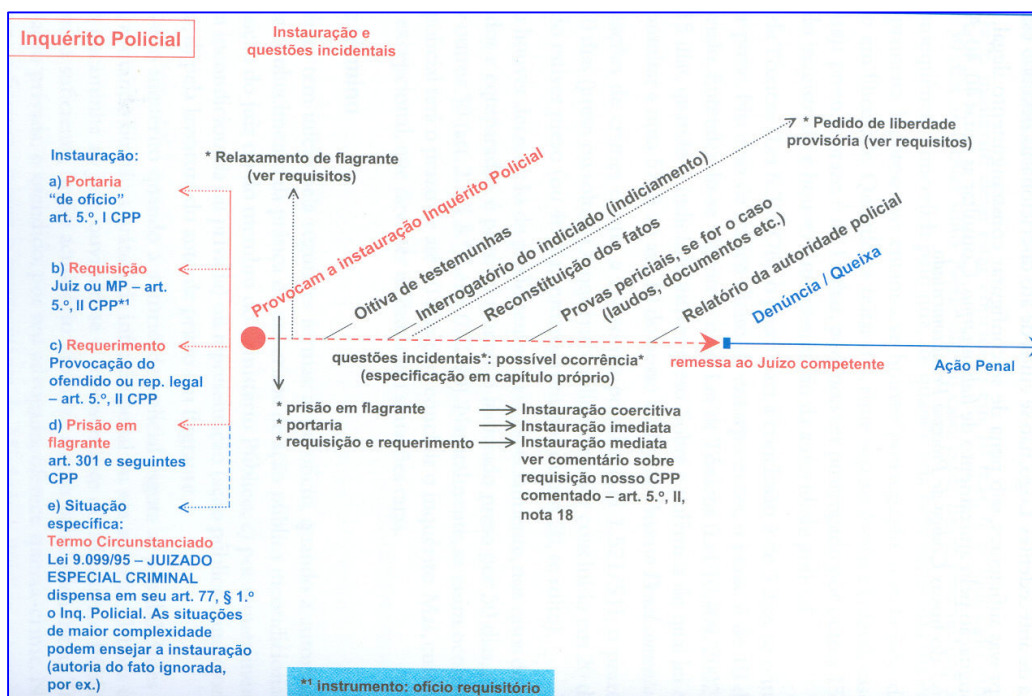 Inquérito Policial
Instauração e
questões incidentais
Instauração:
a) Portaria
“de ofício”
art. 5.º, I CPP
b) Requisição
Juiz ou MP – art.
5.º, II CPP*¹
c) Requerimento
Provocação do
ofendido ou rep. legal
– art. 5.º, II CPP
d) Prisão em
flagrante
art. 301 e seguintes
CPP
e) Situação
específica:
Termo Circunstanciado
Lei 9.099/95 – JUIZADO
ESPECIAL CRIMINAL
dispensa em seu art. 77, § 1.º
o Inq. Policial. As situações
de maior complexidade
podem ensejar a instauração
(autoria do fato ignorada,
por ex.)
* Relaxamento de flagrante
(ver requisitos)
Provocam a instauração Inquérito Policial
Oitiva de testemunhas
Interrogatório do indiciado (indiciamento)
Reconstituição dos fatos
Provas periciais, se for o caso
(laudos, documentos etc.)
Relatório da autoridade policial
* Pedido de liberdade
provisória (ver requisitos)
Denúncia / Queixa
questões incidentais*: possível ocorrência*
(especificação em capítulo próprio)
remessa ao Juízo competente
Ação Penal
* prisão em flagrante
Instauração coercitiva
* portaria
Instauração imediata
* requisição e requerimento
Instauração mediata
ver comentário sobre
requisição nosso CPP
comentado – art. 5.º, II,
nota 18
*¹ instrumento: ofício requisitório